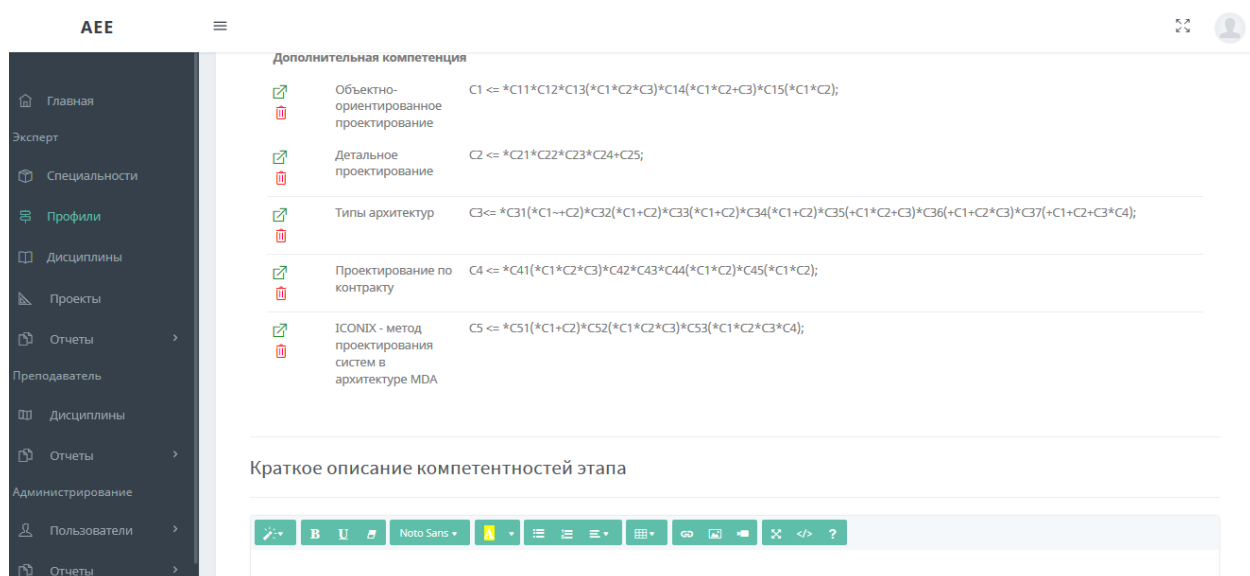 AEE
Дополнительная компетенция
Главная
Эксперт
Специальности
Профили
Дисциплины
Проекты
Отчеты
Преподаватель
Дисциплины
Отчеты
Администрирование
Пользователи
Отчеты
Объектно-
ориентированное
проектирование
C1 <= *C11*C12*C13(*C1*C2*C3)*C14(*C1*C2+C3)*C15(*C1*C2);
Детальное
проектирование
C2 <= *C21*C22*C23*C24+C25;
Типы архитектур
C3<= *C31(*C1~+C2)*C32(*C1+C2)*C33(*C1+C2)*C34(*C1+C2)*C35(+C1*C2+C3)*C36(+C1+C2*C3)*C37(+C1+C2+C3*C4);
Проектирование по
контракту
C4 <= *C41(*C1*C2*C3)*C42*C43*C44(*C1*C2)*C45(*C1*C2);
ICONIX - метод
проектирования
систем в
архитектуре MDA
C5 <= *C51(*C1+C2)*C52(*C1*C2*C3)*C53(*C1*C2*C3*C4);
Краткое описание компетентностей этапа
B U Noto Sans A </> ?